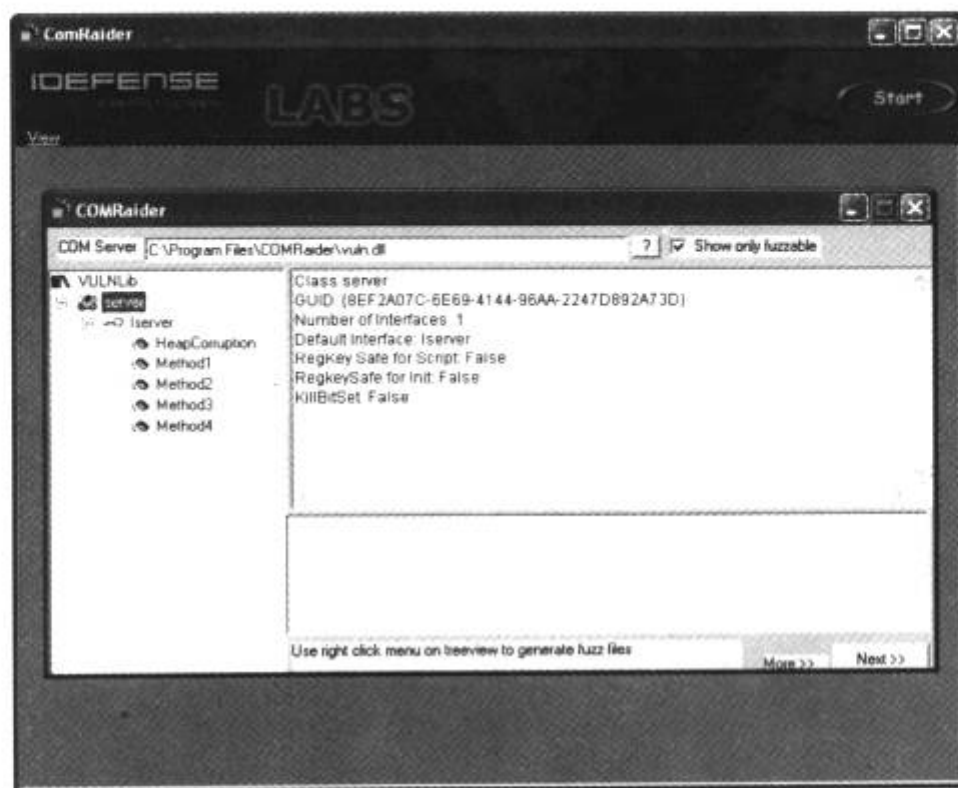 ComRaider
IDEFENSE
LABS
Start
View
COMRaider
COM Server C:\Program Files\COMRaider\vuln.dll ? Show only fuzzable
VULNLib
server
Iserver
HeapCorruption
Method1
Method2
Method3
Method4
Class server
GUID: {8EF2A07C-6E69-4144-96AA-2247D892A73D}
Number of Interfaces: 1
Default Interface: Iserver
RegKey Safe for Script: False
RegkeySafe for Init: False
KillBitSet: False
Use right click menu on treeview to generate fuzz files
More >>
Next >>